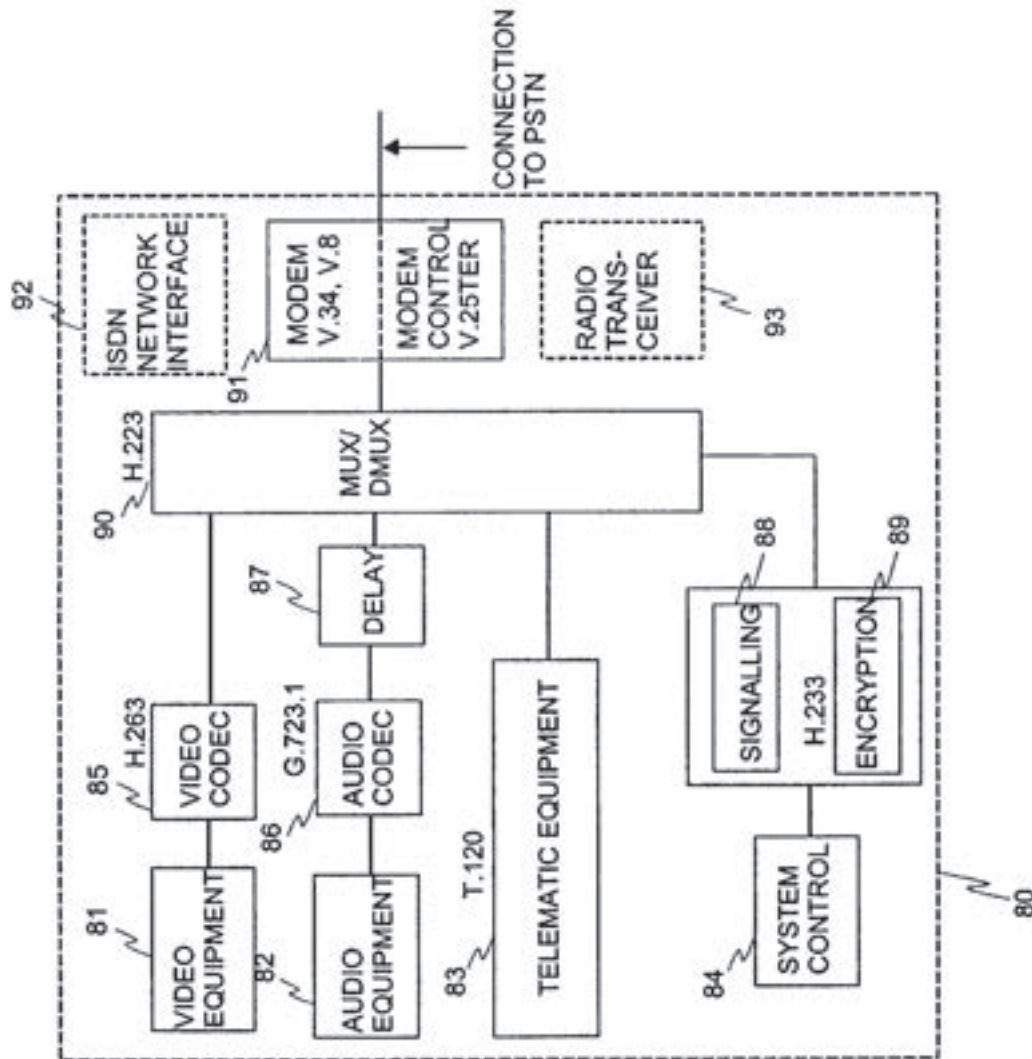 81
VIDEO
EQUIPMENT
85
H.263
VIDEO
CODEC
82
AUDIO
EQUIPMENT
86
G.723.1
AUDIO
CODEC
87
DELAY
83
T.120
TELEMATIC EQUIPMENT
84
SYSTEM
CONTROL
88
SIGNALLING
H.233
89
ENCRYPTION
90
H.223
MUX/
DMUX
92
ISDN
NETWORK
INTERFACE
91
MODEM
V.34, V.8
MODEM
CONTROL
V.25TER
RADIO
TRANS-
CEIVER
93
CONNECTION
TO PSTN
80